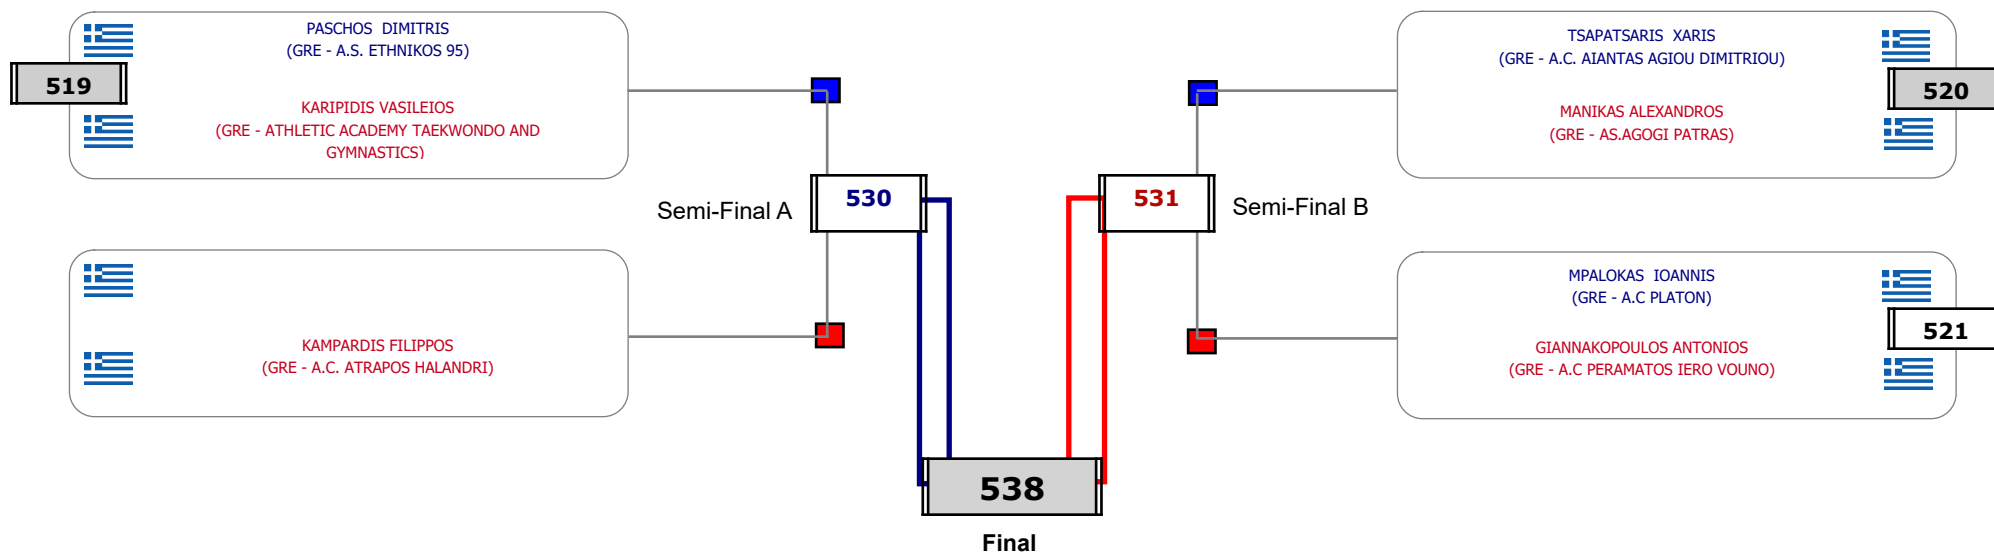 PASCHOS DIMITRIS
(GRE - A.S. ETHNIKOS 95)
519
KARIPIDIS VASILEIOS
(GRE - ATHLETIC ACADEMY TAEKWONDO AND
GYMNASTICS)
TSAPATSARIS XARIS
(GRE - A.C. AIANTAS AGIOU DIMITRIOU)
520
MANIKAS ALEXANDROS
(GRE - AS.AGOGI PATRAS)
Semi-Final A
530
531
Semi-Final B
KAMPARDIS FILIPPOS
(GRE - A.C. ATRAPOS HALANDRI)
MPALOKAS IOANNIS
(GRE - A.C PLATON)
521
GIANNAKOPOULOS ANTONIOS
(GRE - A.C PERAMATOS IERO VOUNO)
538
Final